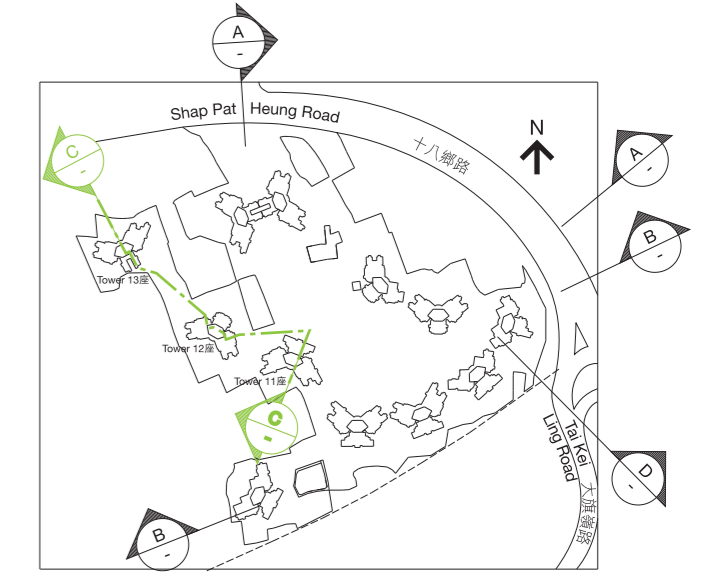 A
-
Shap Pat Heung Road
十八鄉路
N
A
-
C
-
B
-
Tower 13座
Tower 12座
Tower 11座
C
-
Tai Kei
Ling Road
大旗嶺路
D
-
B
-